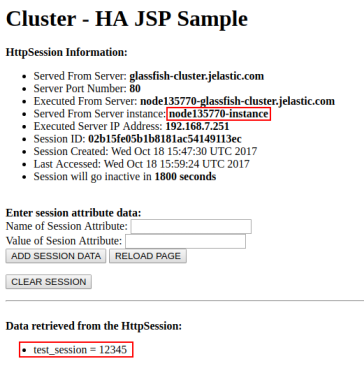 Cluster - HA JSP Sample
HttpSession Information:
• Served From Server: glassfish-cluster.jelastic.com
• Server Port Number: 80
• Executed From Server: node135770-glassfish-cluster.jelastic.com
• Served From Server instance: node135770-instance
• Executed Server IP Address: 192.168.7.251
• Session ID: 02b15fe05b1b8181ac54149113ec
• Session Created: Wed Oct 18 15:47:30 UTC 2017
• Last Accessed: Wed Oct 18 15:59:24 UTC 2017
• Session will go inactive in 1800 seconds
Enter session attribute data:
Name of Session Attribute:
Value of Sesion Attribute:
ADD SESSION DATA RELOAD PAGE
CLEAR SESSION
Data retrieved from the HttpSession:
• test_session = 12345